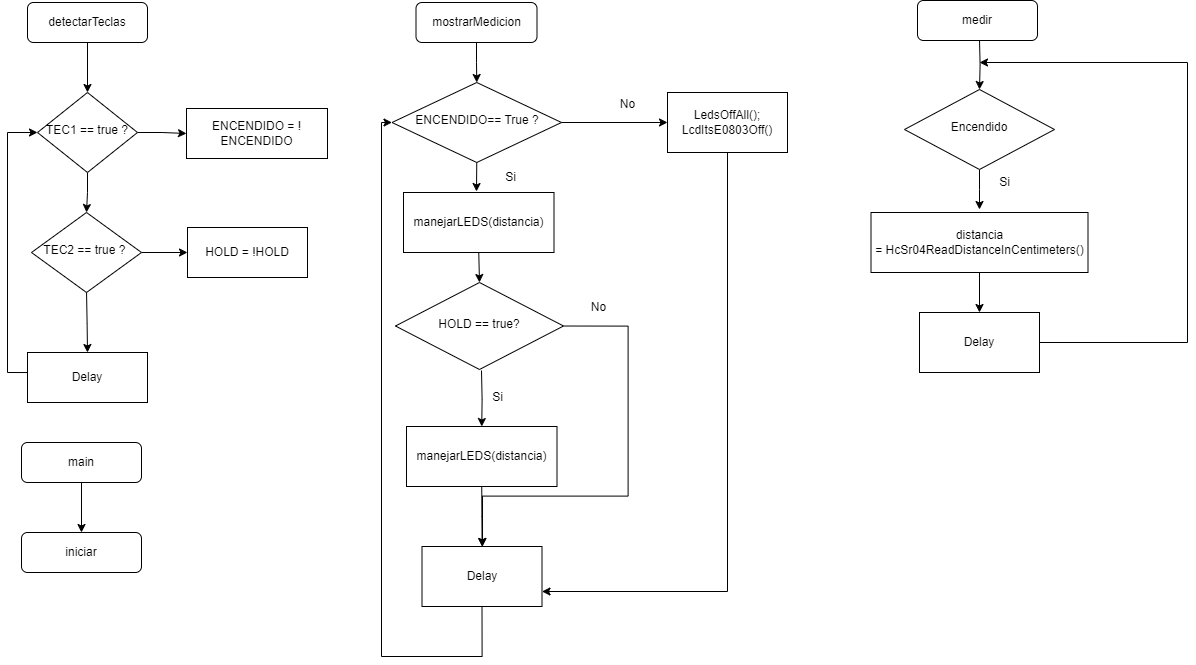 detectarTeclas
TEC1 == true ?
ENCENDIDO = !
ENCENDIDO
TEC2 == true ?
HOLD = !HOLD
Delay
main
iniciar
mostrarMedicion
ENCENDIDO== True ?
No
LedsOffAll();
LcdItsE0803Off()
Si
manejarLEDS(distancia)
HOLD == true?
No
Si
manejarLEDS(distancia)
Delay
medir
Encendido
Si
distancia
= HcSr04ReadDistanceInCentimeters()
Delay